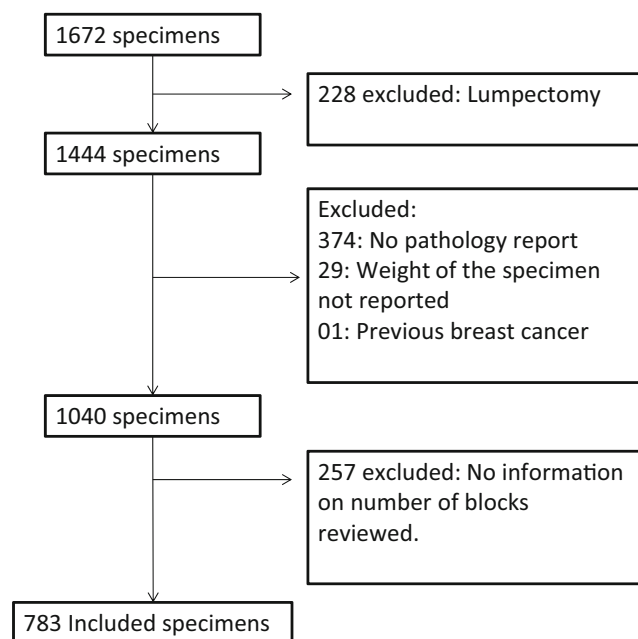 1672 specimens
228 excluded: Lumpectomy
1444 specimens
Excluded:
374: No pathology report
29: Weight of the specimen
not reported
01: Previous breast cancer
1040 specimens
257 excluded: No information
on number of blocks
reviewed.
783 Included specimens